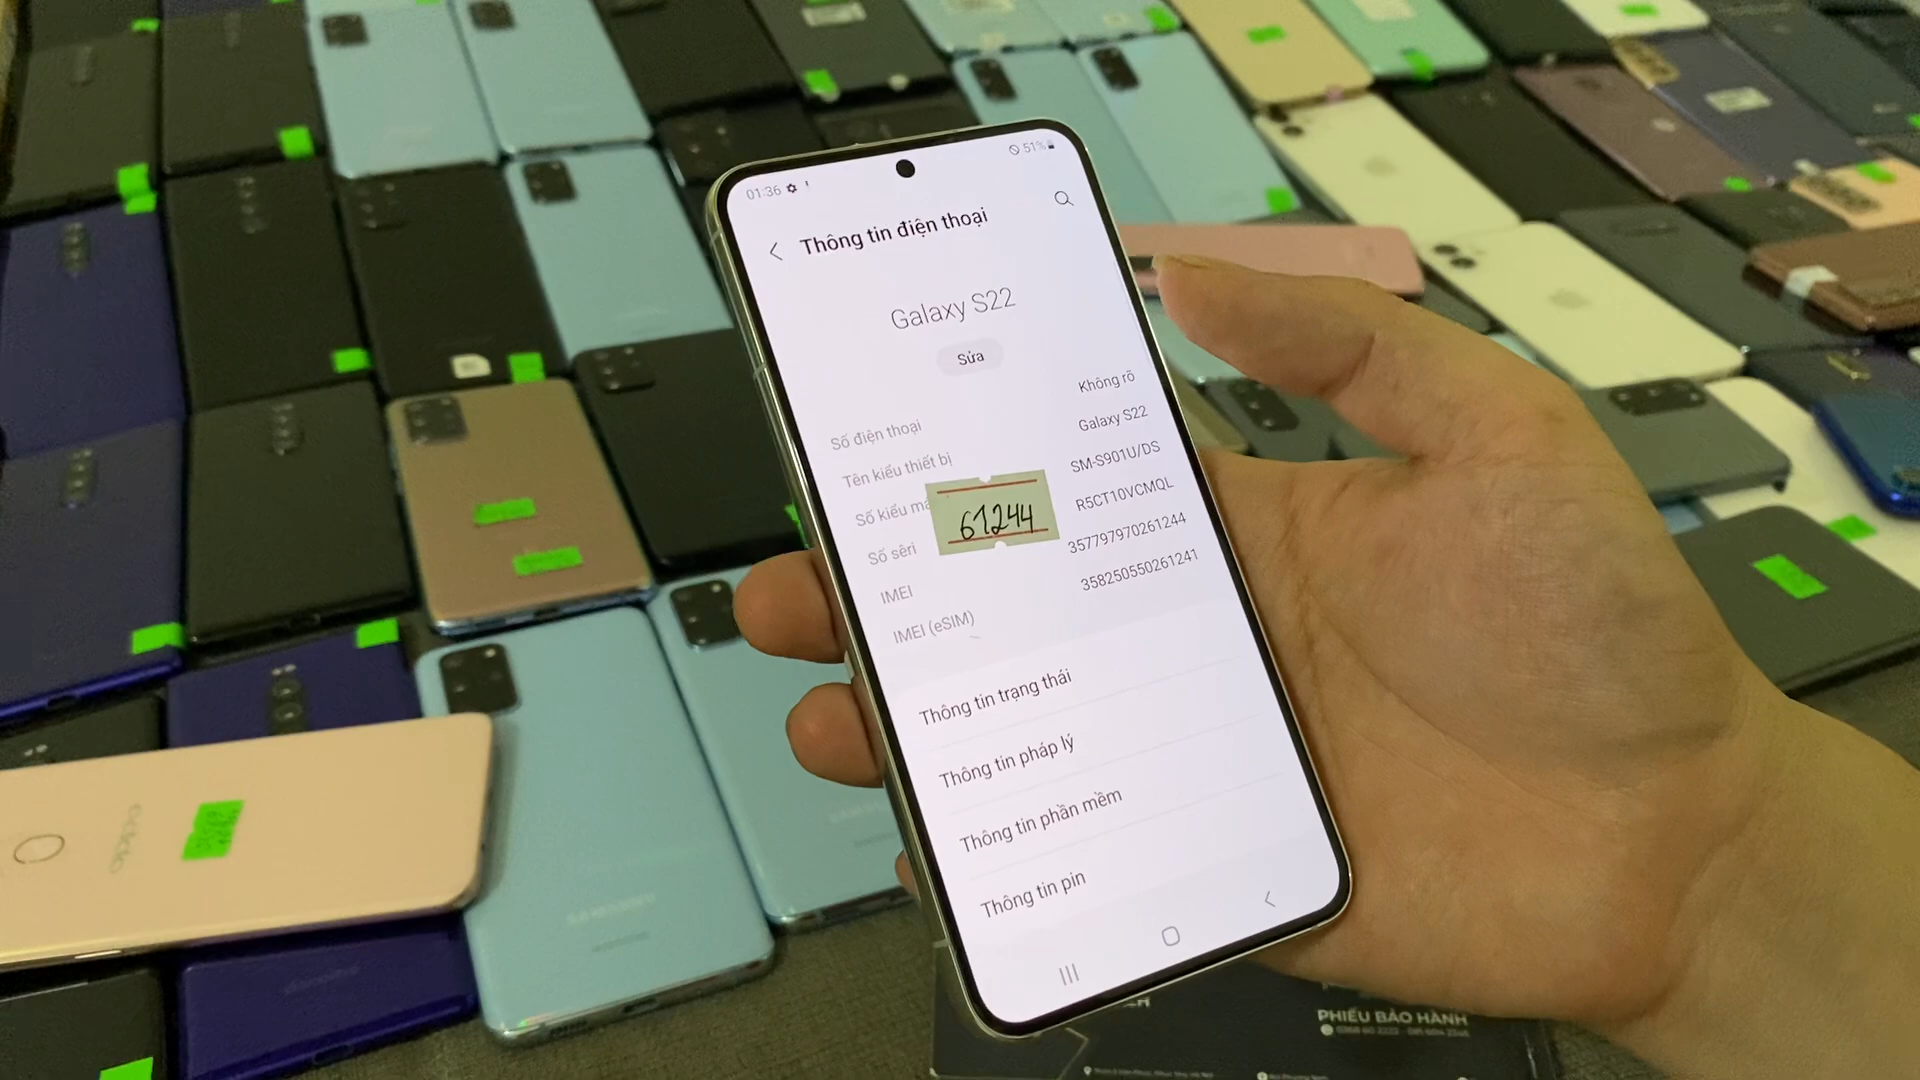 01:36
51%
Thông tin điện thoại
Galaxy S22
Sửa
Số điện thoại
Không rõ
Tên kiểu thiết bị
Galaxy S22
Số kiểu má
SM-S901U/DS
Số sêri
R5CT10VCMQL
IMEI
357797970261244
IMEI (eSIM)
358250550261241
61244
Thông tin trạng thái
Thông tin pháp lý
Thông tin phần mềm
Thông tin pin
PHIẾU BẢO HÀNH